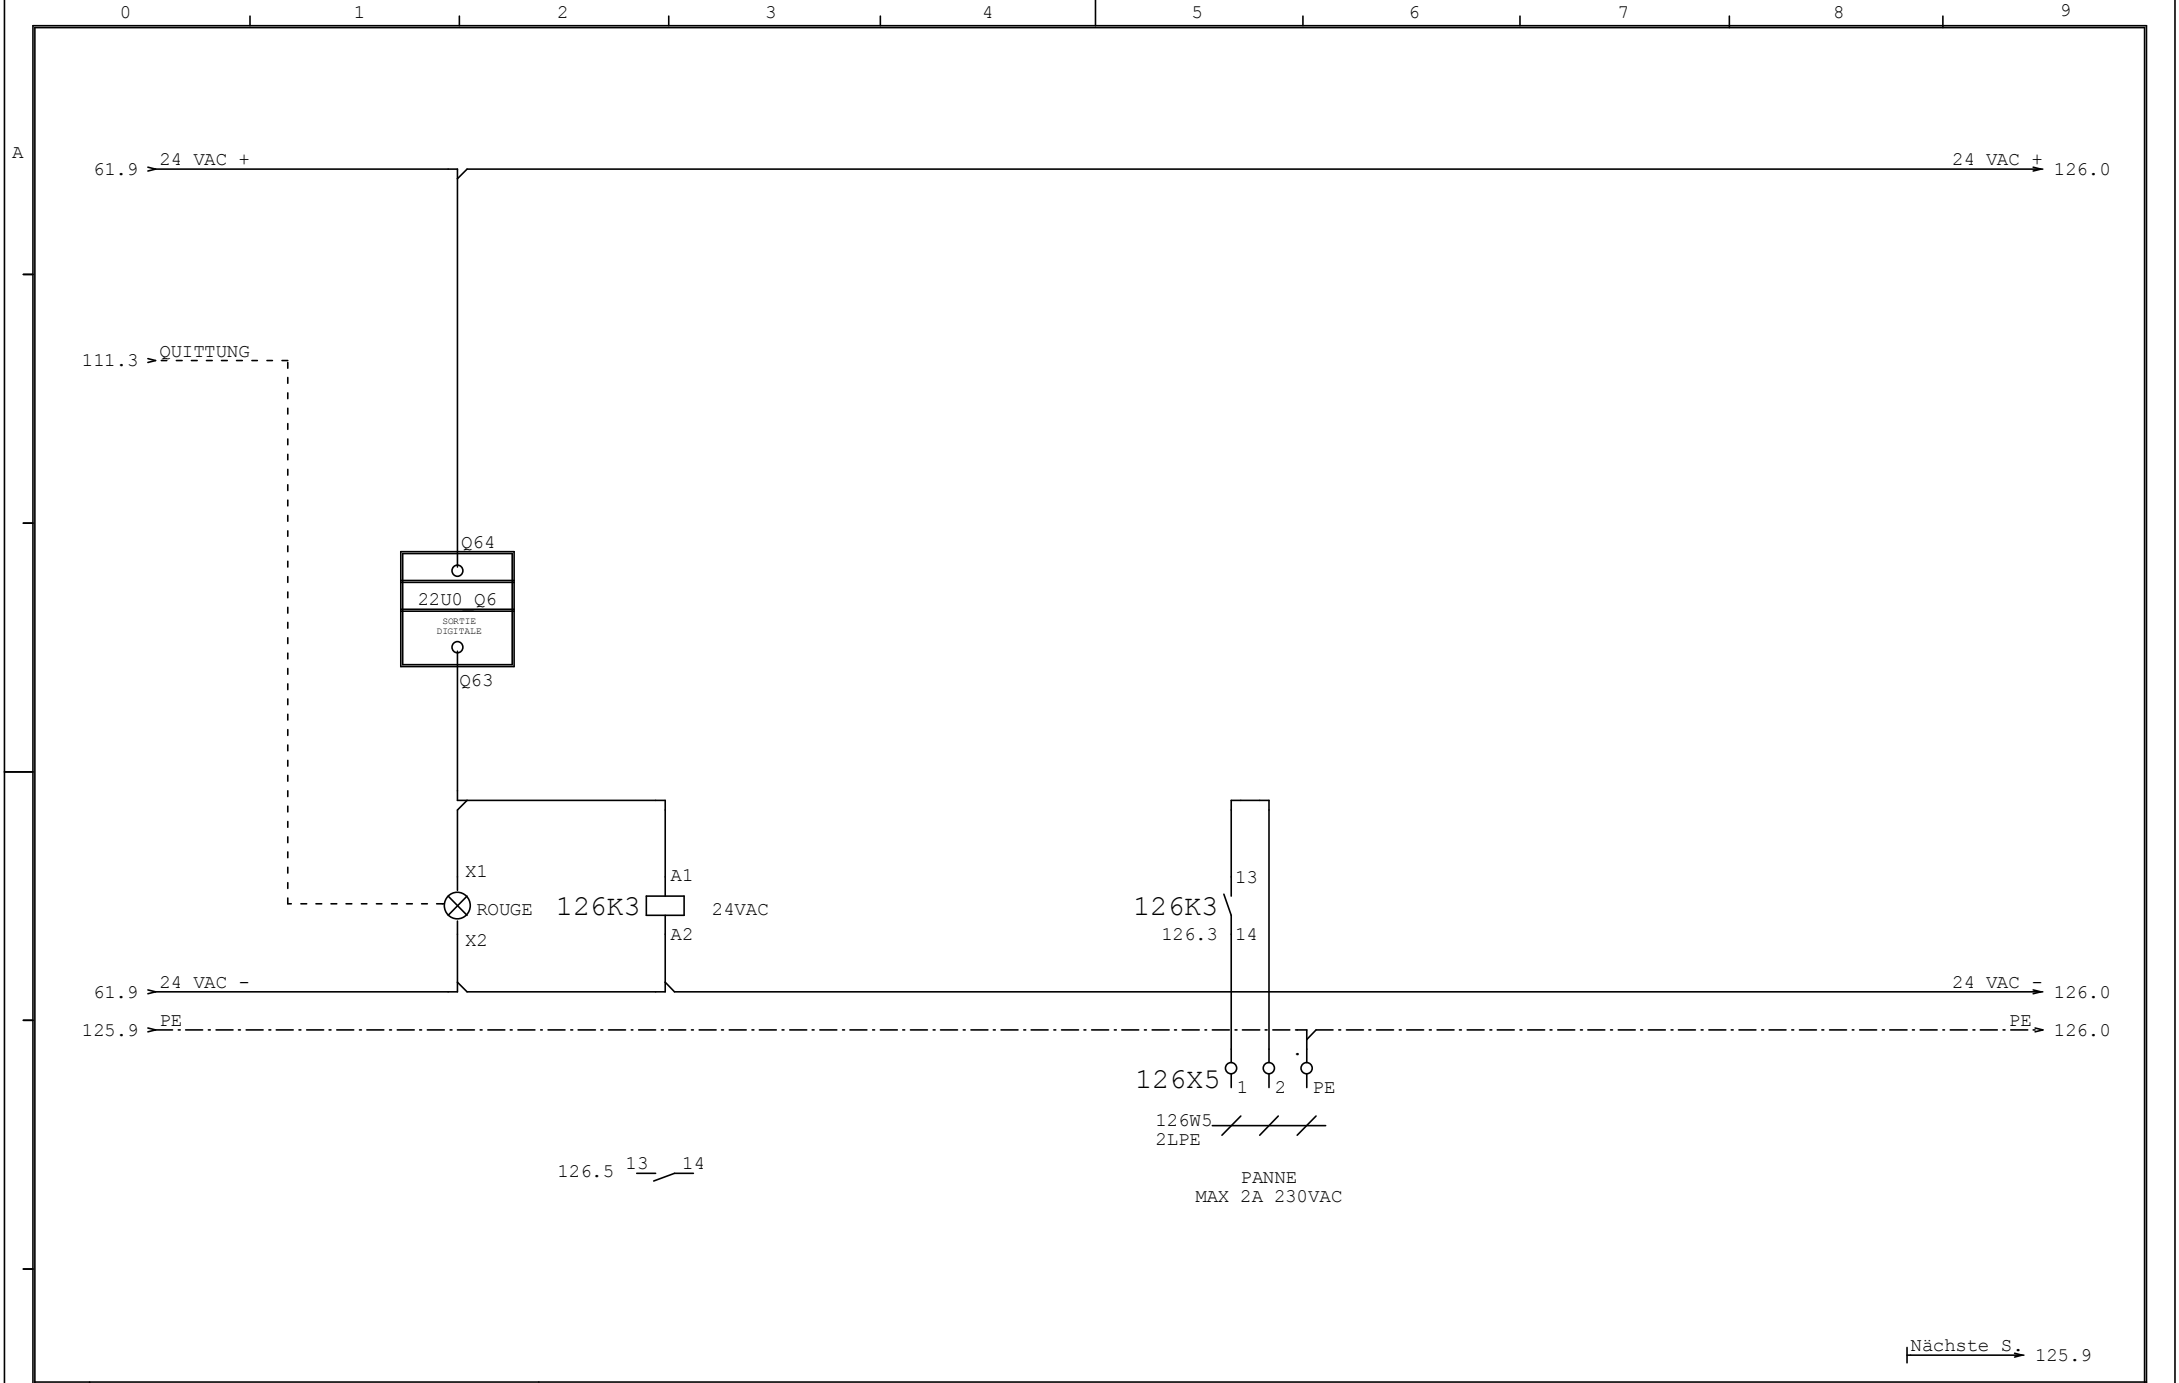 0 1 2 3 4 5 6 7 8 9
A
24 VAC + 24 VAC +
61.9 126.0
QUITTUNG
111.3
Q64
22U0 Q6
SORTIE
DIGITALE
Q63
X1 A1 13
126K3 126K3
ROUGE 24VAC
X2 A2 126.3 14
24 VAC - 24 VAC -
61.9 126.0
PE PE
125.9 126.0
126X5 1 2 PE
126W5
2LPE
126.5 13 14
PANNE
MAX 2A 230VAC
Nächste S. 125.9